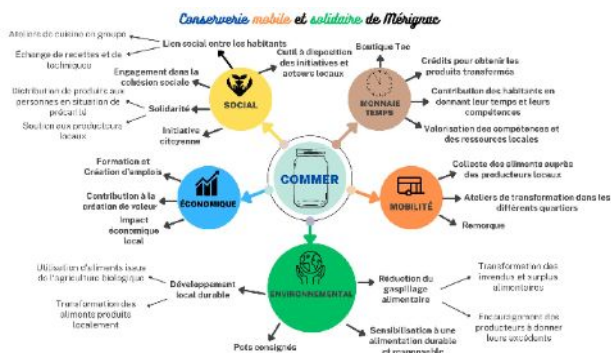 Conserverie mobile et solidaire de Mérignac
Ateliers de cuisine en groupe
Lien social entre les habitants
Échange de recettes et de
techniques
Engagement dans la
cohésion sociale
Distribution de produits aux
personnes en situation de
précarité
Solidarité
Soutien aux producteurs
locaux
Initiative
citoyenne
Outil à disposition
des initiatives et
acteurs locaux
SOCIAL
Boutique Tac
Crédits pour obtenir les
produits transformés
Contribution des habitants en
donnant leur temps et leurs
compétences
Valorisation des compétences et
des ressources locales
MONNAIE
TEMPS
COMMER
Formation et
Création d'emplois
Contribution à la
création de valeur
Impact
économique
local
ÉCONOMIQUE
Collecte des aliments auprès
des producteurs locaux
Ateliers de transformation dans les
différents quartiers
Remorque
MOBILITÉ
ENVIRONNEMENTAL
Utilisation d'aliments issus
de l'agriculture biologique
Développement
local durable
Transformation des
aliments produits
localement
Pots consignés
Réduction du
gaspillage
alimentaire
Transformation des
invendus et surplus
alimentaires
Encouragement des
producteurs à donner
leurs excédents
Sensibilisation à une
alimentation durable
et responsable